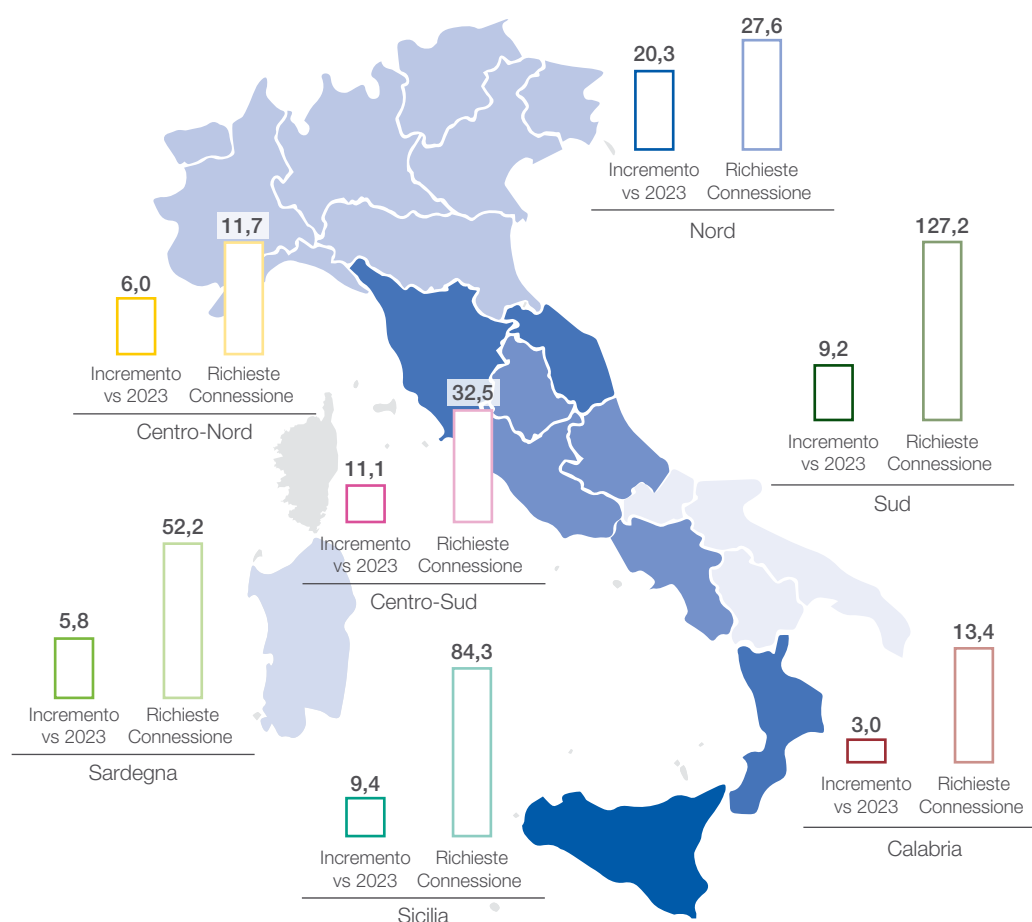 20,3
27,6
Incremento
vs 2023
Richieste
Connessione
Nord
11,7
6,0
Incremento
vs 2023
Richieste
Connessione
Centro-Nord
127,2
9,2
Incremento
vs 2023
Richieste
Connessione
Sud
32,5
11,1
Incremento
vs 2023
Richieste
Connessione
Centro-Sud
52,2
5,8
Incremento
vs 2023
Richieste
Connessione
Sardegna
84,3
9,4
Incremento
vs 2023
Richieste
Connessione
Sicilia
13,4
3,0
Incremento
vs 2023
Richieste
Connessione
Calabria